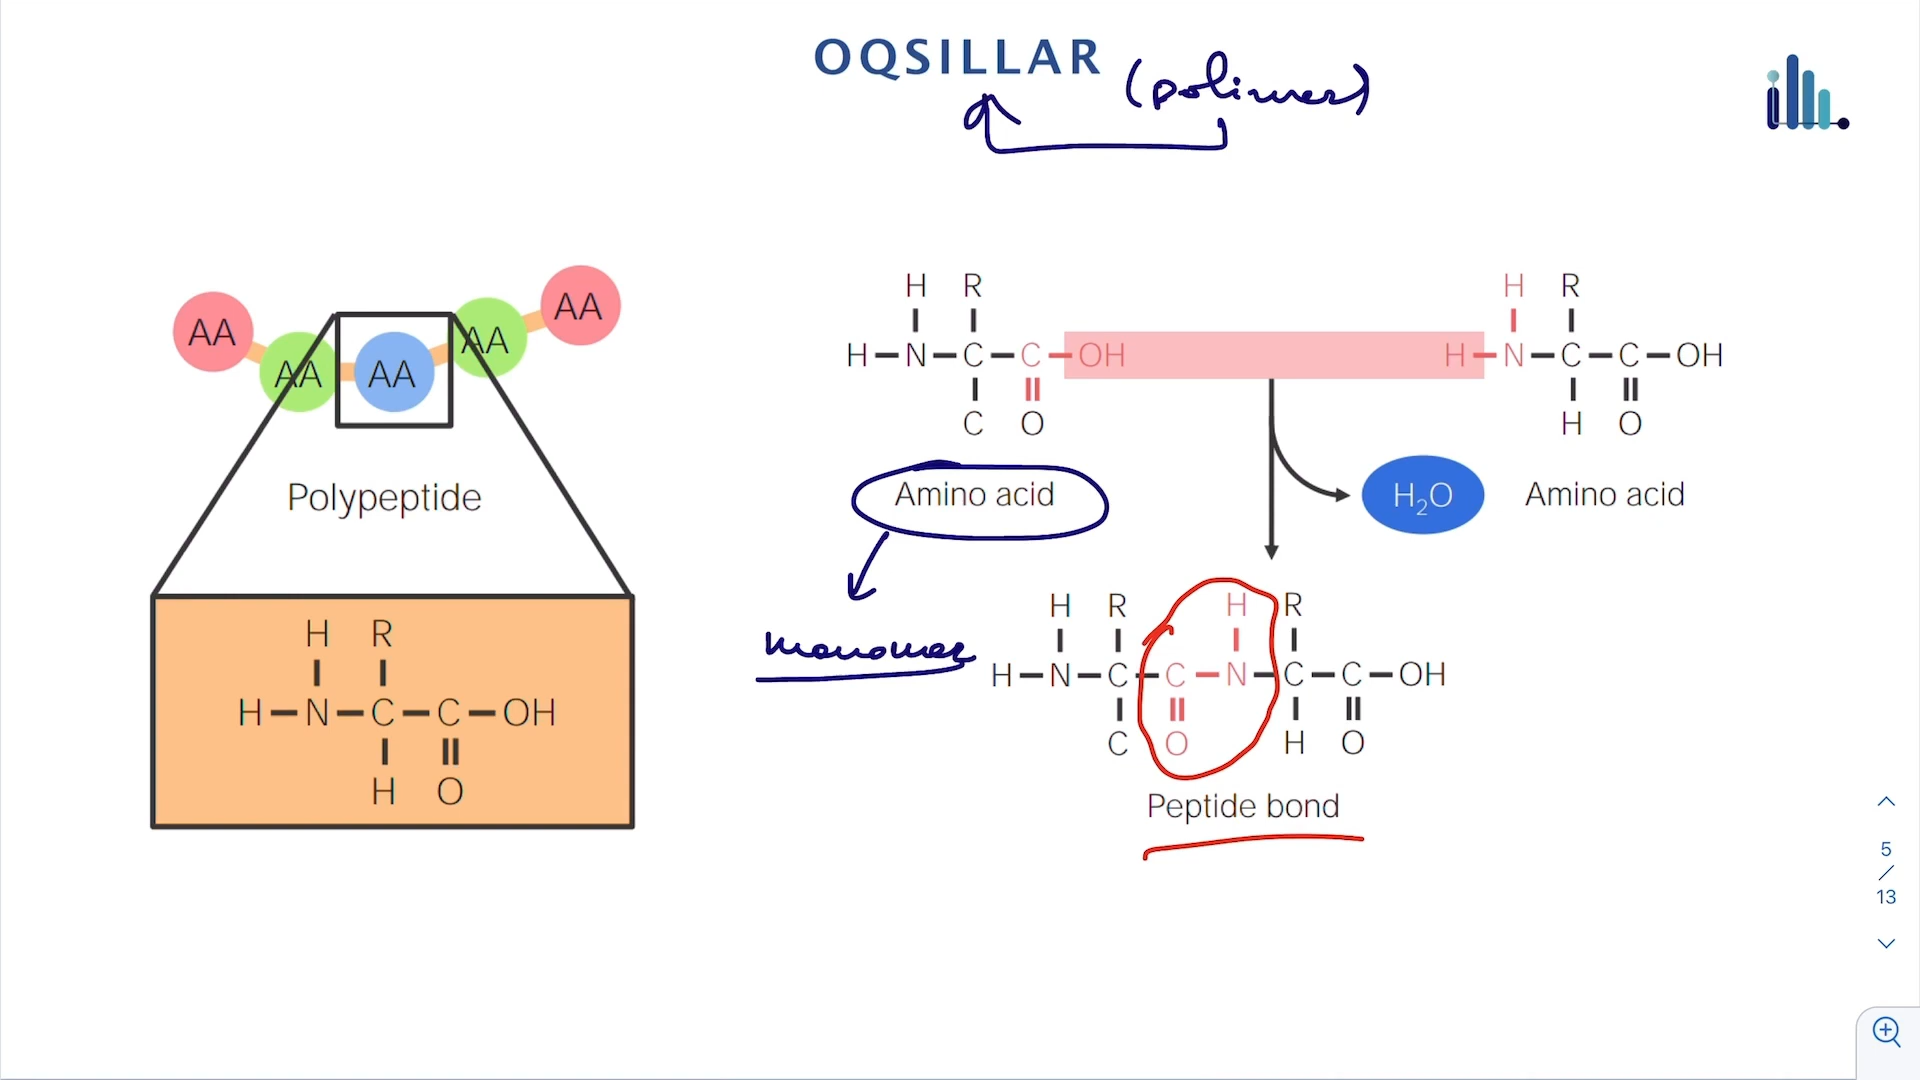 OQSILLAR
(polimer)
AA
AA
AA
AA
AA
Polypeptide
H R
H N C C OH
H O
H R
H N C C OH
C O
Amino acid
H R
H N C C OH
H O
Amino acid
H₂O
monomer
H R H R
H N C C N C C OH
C O H O
Peptide bond
5
/
13